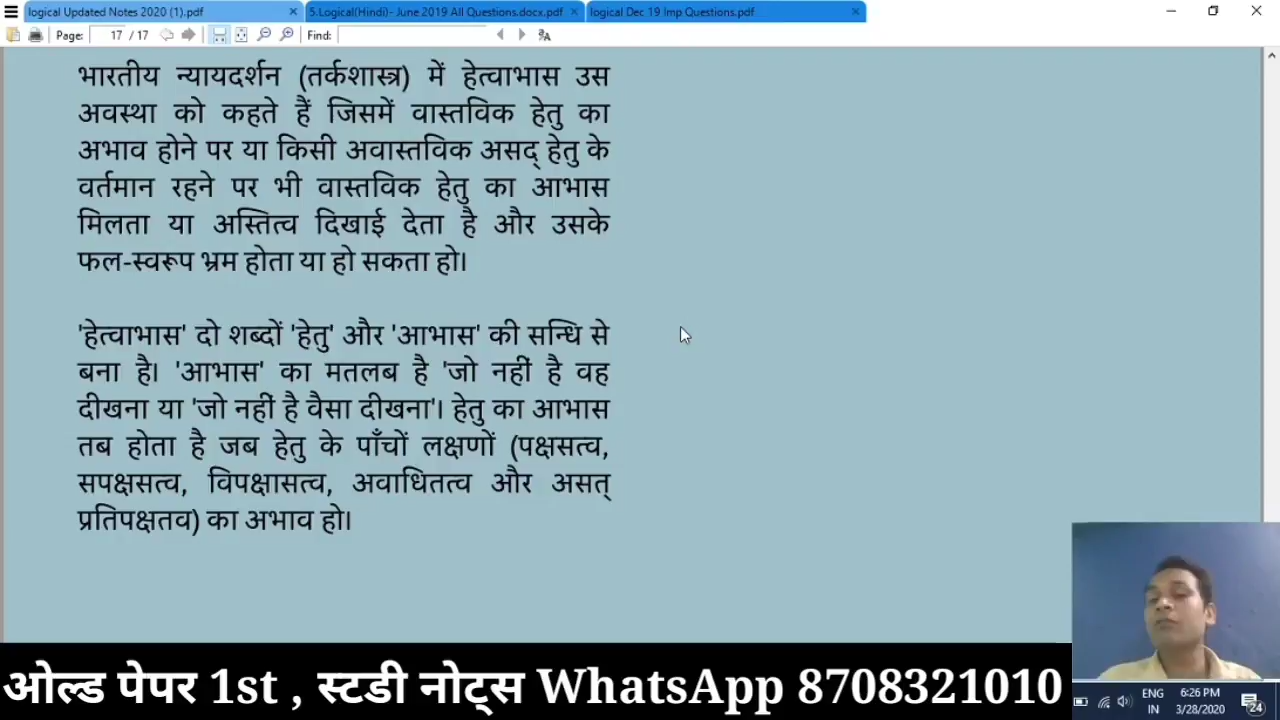 logical Updated Notes 2020 (1).pdf
5.Logical(Hindi)- June 2019 All Questions.docx.pdf
logical Dec 19 Imp Questions.pdf
Page: 17 / 17 Find:
भारतीय न्यायदर्शन (तर्कशास्त्र) में हेत्वाभास उस
अवस्था को कहते हैं जिसमें वास्तविक हेतु का
अभाव होने पर या किसी अवास्तविक असद् हेतु के
वर्तमान रहने पर भी वास्तविक हेतु का आभास
मिलता या अस्तित्व दिखाई देता है और उसके
फल-स्वरूप भ्रम होता या हो सकता हो।
'हेत्वाभास' दो शब्दों 'हेतु' और 'आभास' की सन्धि से
बना है। 'आभास' का मतलब है 'जो नहीं है वह
दीखना या 'जो नहीं है वैसा दीखना'। हेतु का आभास
तब होता है जब हेतु के पाँचों लक्षणों (पक्षसत्व,
सपक्षसत्व, विपक्षासत्व, अवाधितत्व और असत्
प्रतिपक्षतव) का अभाव हो।
ओल्ड पेपर 1st , स्टडी नोट्स WhatsApp 8708321010
ENG
IN
6:26 PM
3/28/2020
24